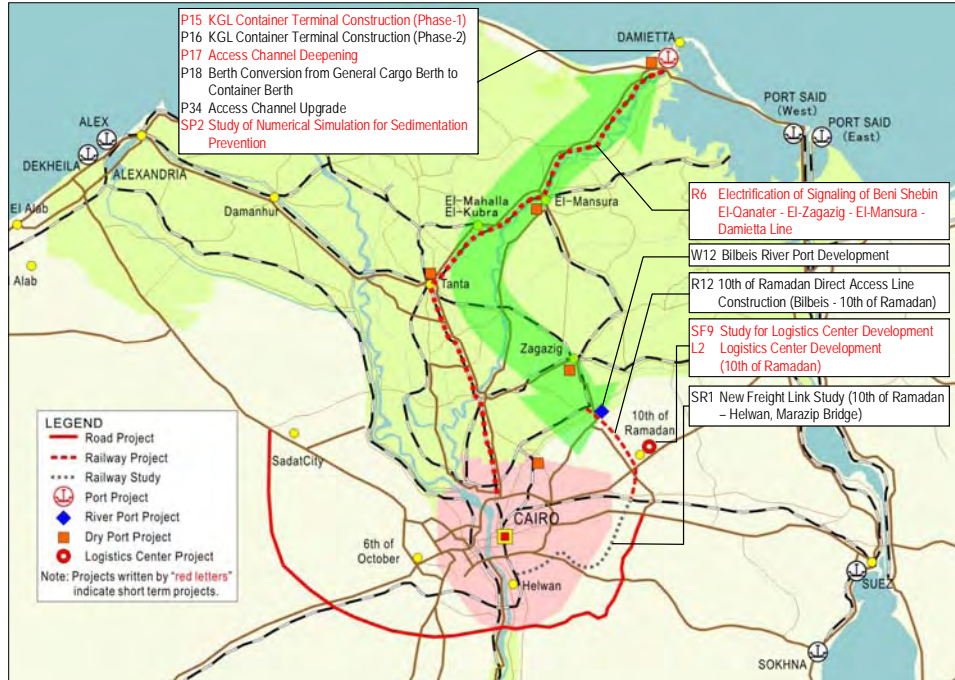 P15 KGL Container Terminal Construction (Phase-1)
P16 KGL Container Terminal Construction (Phase-2)
P17 Access Channel Deepening
P18 Berth Conversion from General Cargo Berth to
Container Berth
P34 Access Channel Upgrade
SP2 Study of Numerical Simulation for Sedimentation
Prevention
DAMIETTA
PORT SAID
(West)
PORT SAID
(East)
ALEX
DEKHEILA
ALEXANDRIA
El Alab
Damanhur
El-Mahalla
El-Kubra
El-Mansura
R6 Electrification of Signaling of Beni Shebin
El-Qanater - El-Zagazig - El-Mansura -
Damietta Line
W12 Bilbeis River Port Development
l Alab
Tanta
R12 10th of Ramadan Direct Access Line
Construction (Bilbeis - 10th of Ramadan)
SF9 Study for Logistics Center Development
L2 Logistics Center Development
(10th of Ramadan)
Zagazig
SR1 New Freight Link Study (10th of Ramadan
– Helwan, Marazip Bridge)
10th of
Ramadan
LEGEND
Road Project
Railway Project
Railway Study
Port Project
River Port Project
Dry Port Project
Logistics Center Project
Note: Projects written by "red letters"
indicate short term projects.
SadatCity
CAIRO
6th of
October
Helwan
SUEZ
SOKHNA